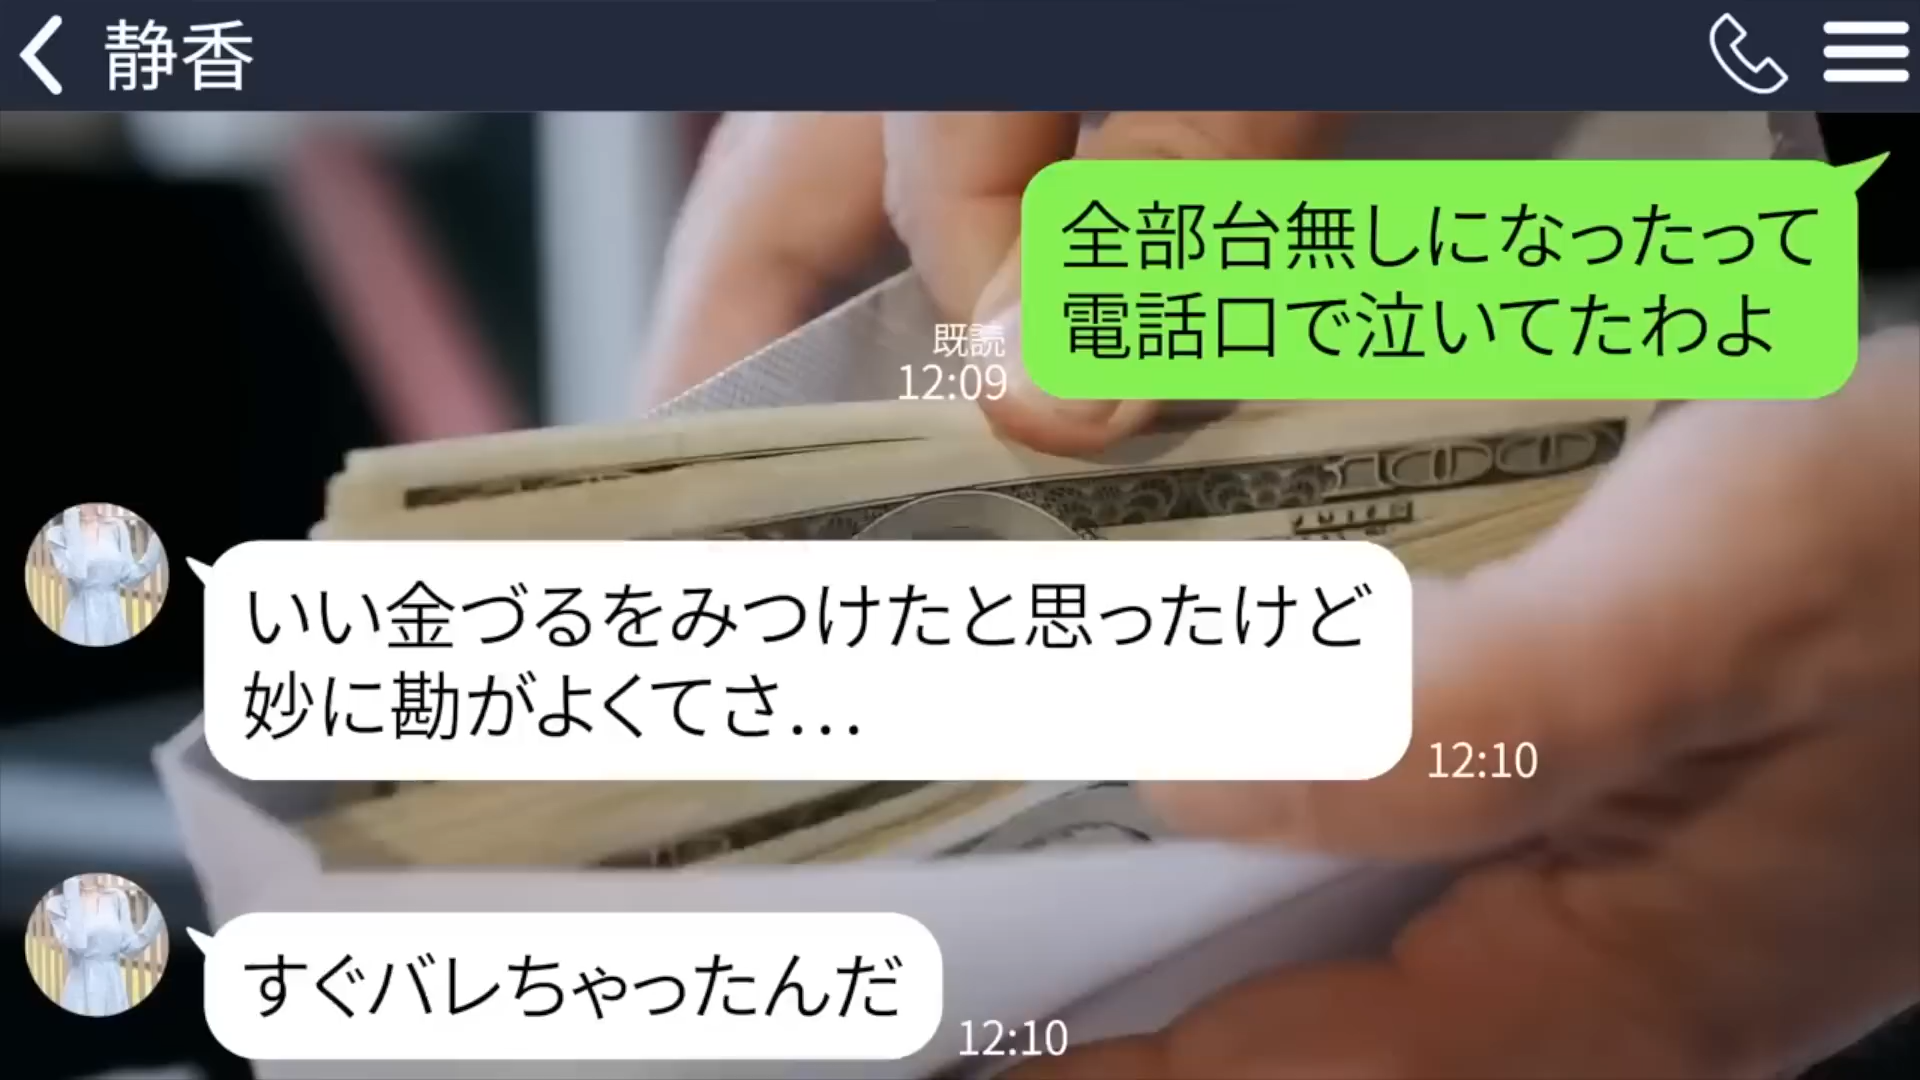 静香
全部台無しになったって
電話口で泣いてたわよ
既読
12:09
100
いい金づるをみつけたと思ったけど
妙に勘がよくてさ…
12:10
すぐバレちゃったんだ
12:10